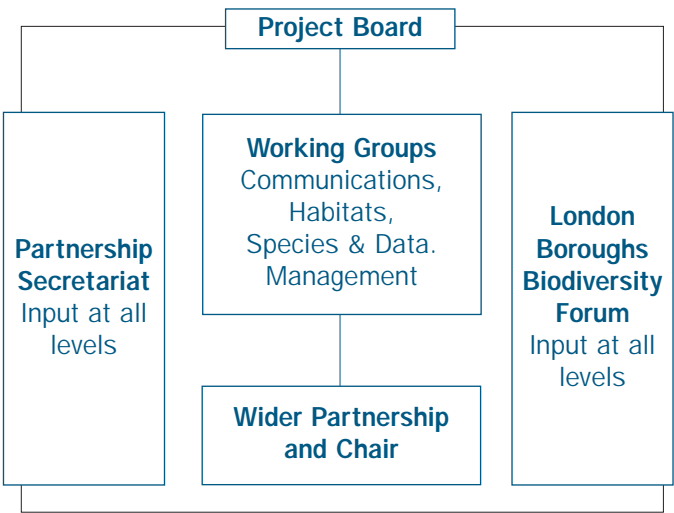 Project Board
Partnership
Secretariat
Input at all
levels
Working Groups
Communications,
Habitats,
Species & Data.
Management
Wider Partnership
and Chair
London
Boroughs
Biodiversity
Forum
Input at all
levels